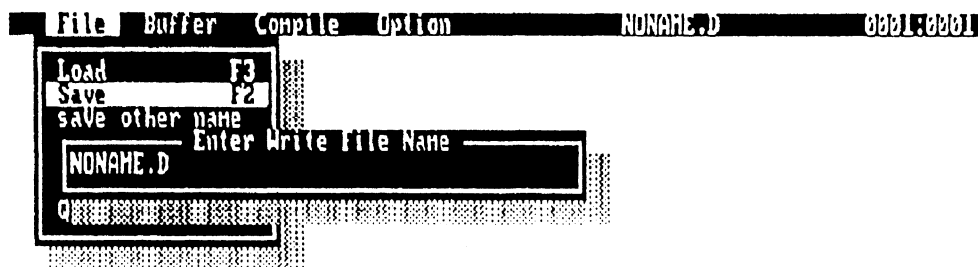 File Buffer Compile Option NONAME.D 0001:0001
Load F3
Save F2
saVe other name
Enter Write File Name
NONAME.D
Q